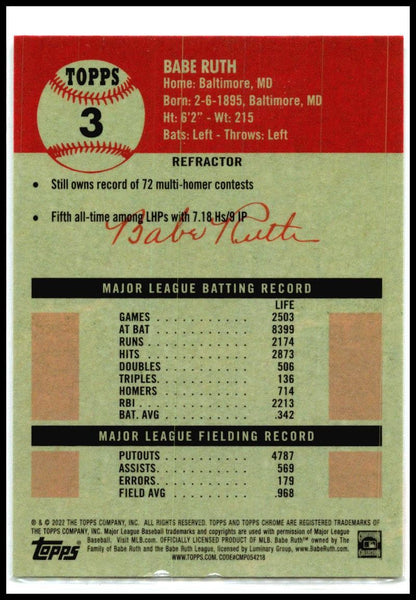 TOPPS
3
BABE RUTH
Home: Baltimore, MD
Born: 2-6-1895, Baltimore, MD
Ht: 6'2" - Wt: 215
Bats: Left - Throws: Left
REFRACTOR
• Still owns record of 72 multi-homer contests
• Fifth all-time among LHPs with 7.18 Hs/9 IP
Babe Ruth
MAJOR LEAGUE BATTING RECORD
LIFE
GAMES 2503
AT BAT 8399
RUNS 2174
HITS 2873
DOUBLES 506
TRIPLES 136
HOMERS 714
RBI 2213
BAT. AVG .342
MAJOR LEAGUE FIELDING RECORD
PUTOUTS 4787
ASSISTS 569
ERRORS 179
FIELD AVG .968
® & © 2022 THE TOPPS COMPANY, INC. ALL RIGHTS RESERVED. TOPPS AND TOPPS CHROME ARE REGISTERED TRADEMARKS OF
THE TOPPS COMPANY, INC. Major League Baseball trademarks and copyrights are used with permission of Major League
Baseball. Visit MLB.com. OFFICIALLY LICENSED PRODUCT OF MLB. Babe Ruth™ owned by The
Family of Babe Ruth and the Babe Ruth League, licensed by Luminary Group, www.BaberRuth.com.
topps
WWW.TOPPS.COM CODE#CMP054218
COLLECTION